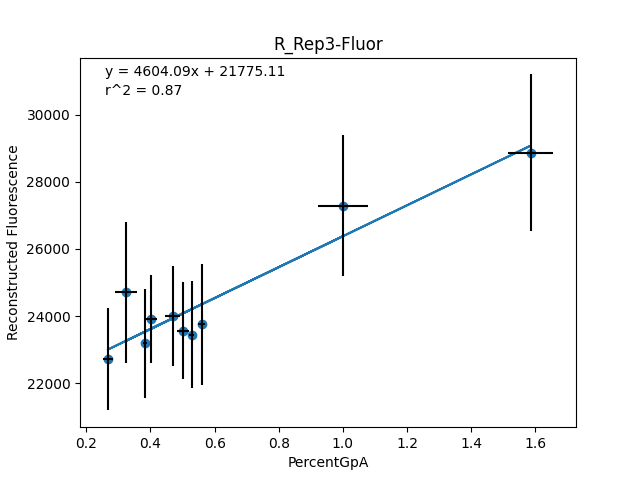 R_Rep3-Fluor
y = 4604.09x + 21775.11
r^2 = 0.87
30000
28000
26000
24000
22000
Reconstructed Fluorescence
0.2 0.4 0.6 0.8 1.0 1.2 1.4 1.6
PercentGpA